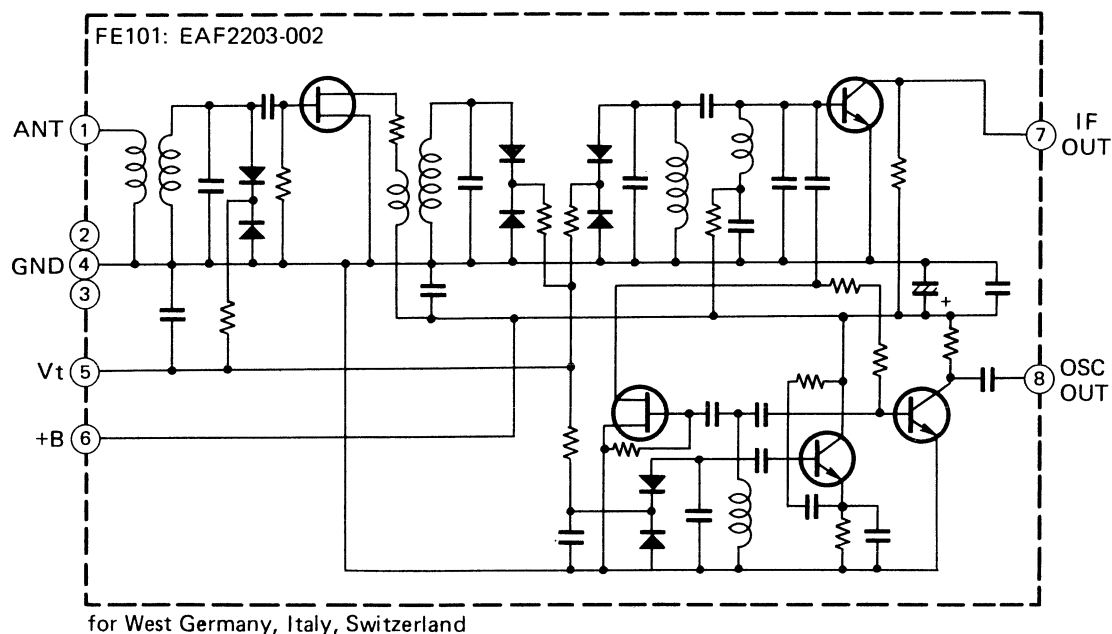 FE101: EAF2203-002
ANT 1
7 IF
OUT
2
GND 4
3
+
Vt 5
8 OSC
OUT
+B 6
for West Germany, Italy, Switzerland